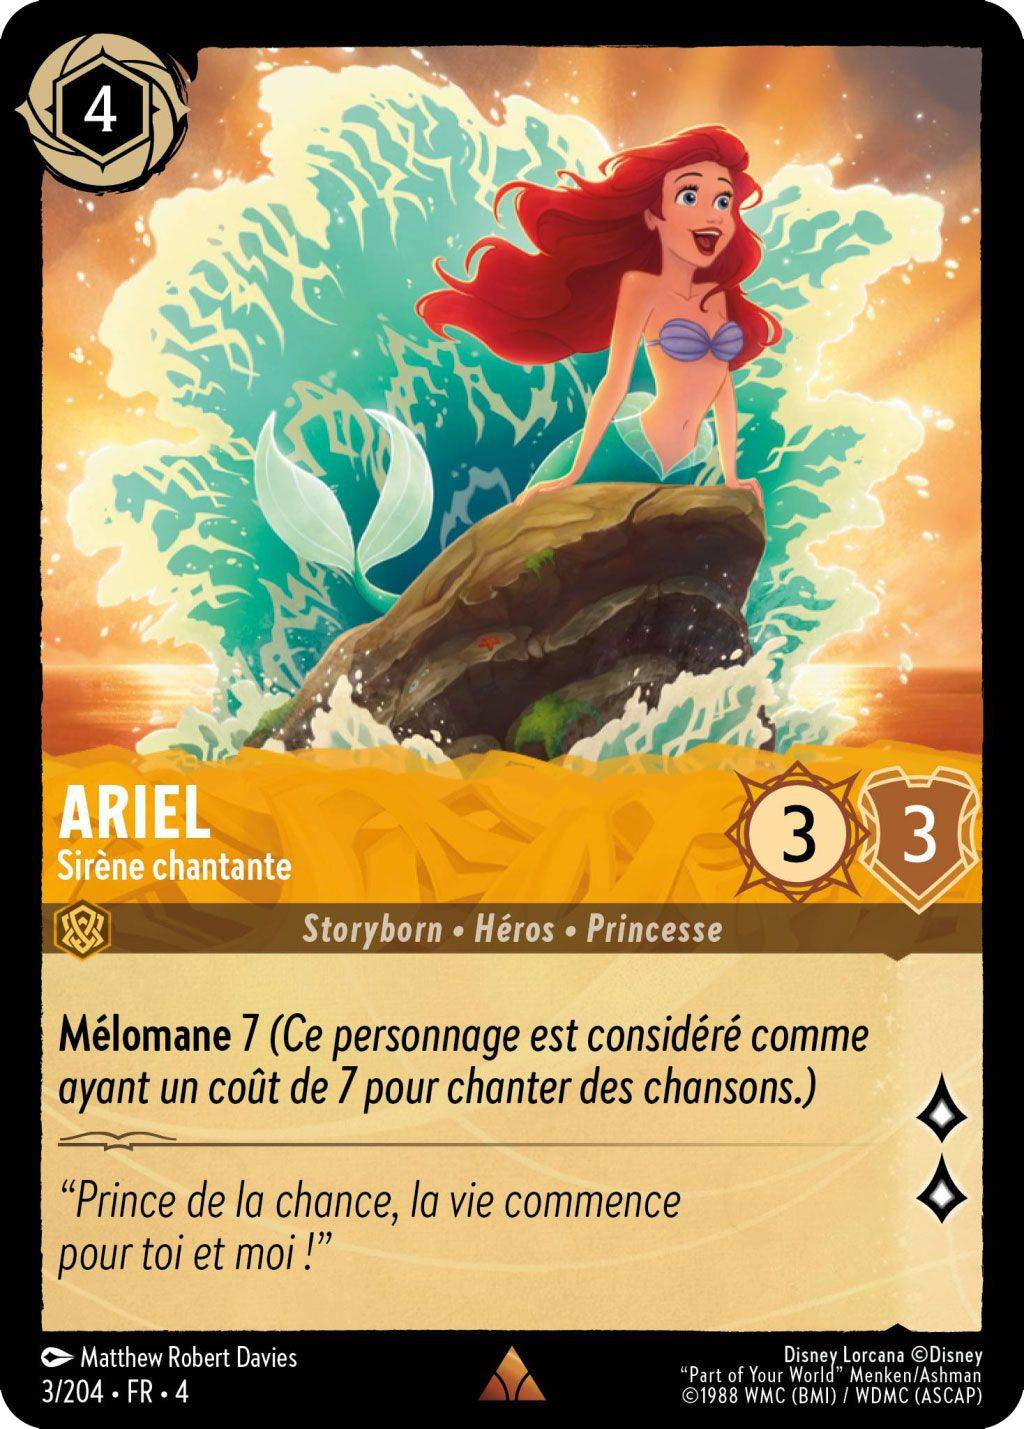 4
ARIEL
Sirène chantante
3
3
Storyborn • Héros • Princesse
Mélomane 7 (Ce personnage est considéré comme
ayant un coût de 7 pour chanter des chansons.)
“Prince de la chance, la vie commence
pour toi et moi !”
Matthew Robert Davies
3/204 • FR • 4
Disney Lorcana ©Disney
“Part of Your World” Menken/Ashman
©1988 WMC (BMI) / WDMC (ASCAP)